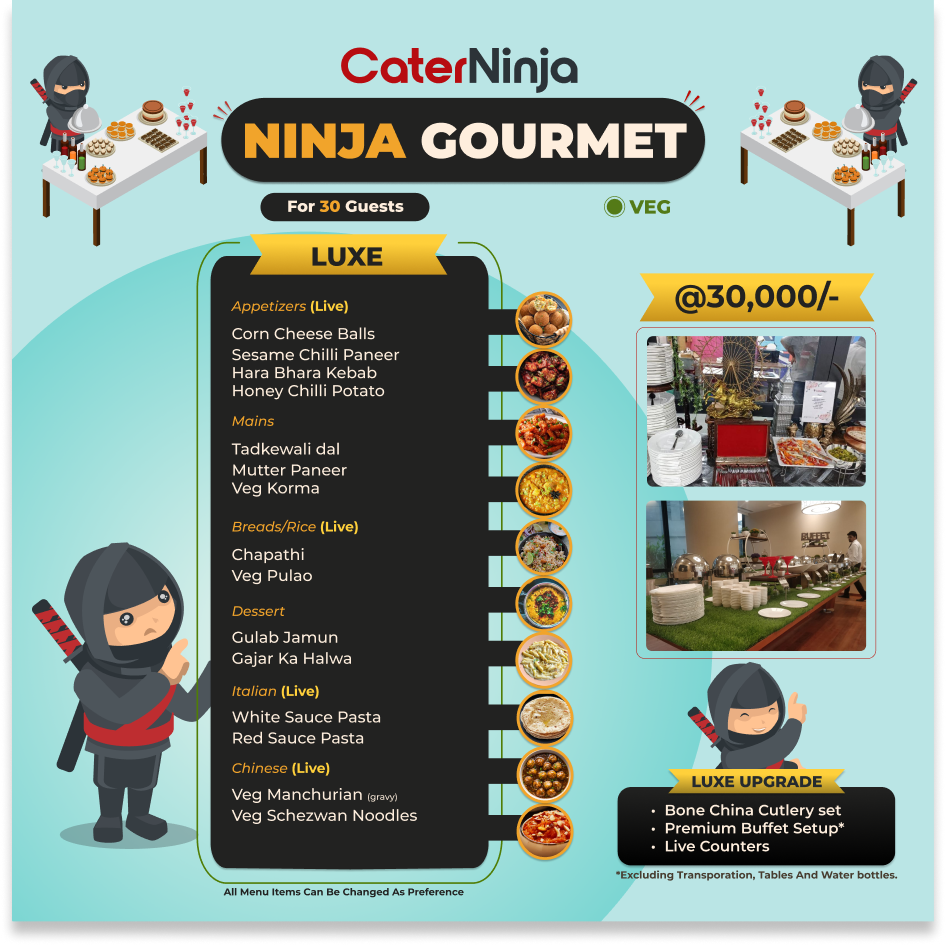 CaterNinja
NINJA GOURMET
For 30 Guests
VEG
LUXE
Appetizers (Live)
Corn Cheese Balls
Sesame Chilli Paneer
Hara Bhara Kebab
Honey Chilli Potato
Mains
Tadkewali dal
Mutter Paneer
Veg Korma
Breads/Rice (Live)
Chapathi
Veg Pulao
Dessert
Gulab Jamun
Gajar Ka Halwa
Italian (Live)
White Sauce Pasta
Red Sauce Pasta
Chinese (Live)
Veg Manchurian (gravy)
Veg Schezwan Noodles
All Menu Items Can Be Changed As Preference
@30,000/-
BUFFET
LUXE UPGRADE
• Bone China Cutlery set
• Premium Buffet Setup*
• Live Counters
*Excluding Transporation, Tables And Water bottles.